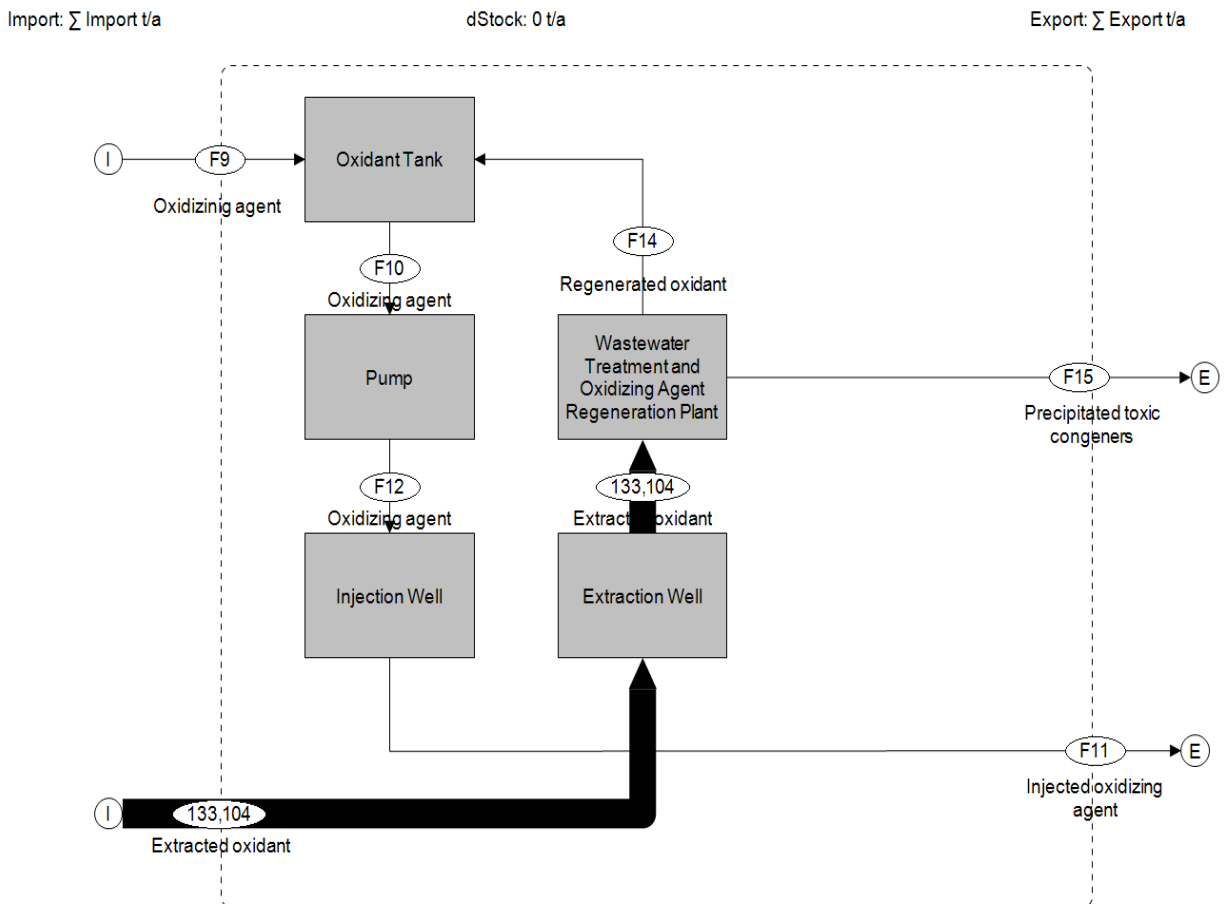 Import: ∑ Import t/a
dStock: 0 t/a
Export: ∑ Export t/a
I
F9
Oxidizinig agent
Oxidant Tank
F10
Oxidizing agent
F14
Regenerated oxidant
Pump
Wastewater
Treatment and
Oxidizing Agent
Regeneration Plant
F15
E
Precipitated toxic
congeners
F12
Oxidizing agent
133,104
Extracted oxidant
Injection Well
Extraction Well
F11
E
Injected oxidizing
agent
I
133,104
Extracted oxidant